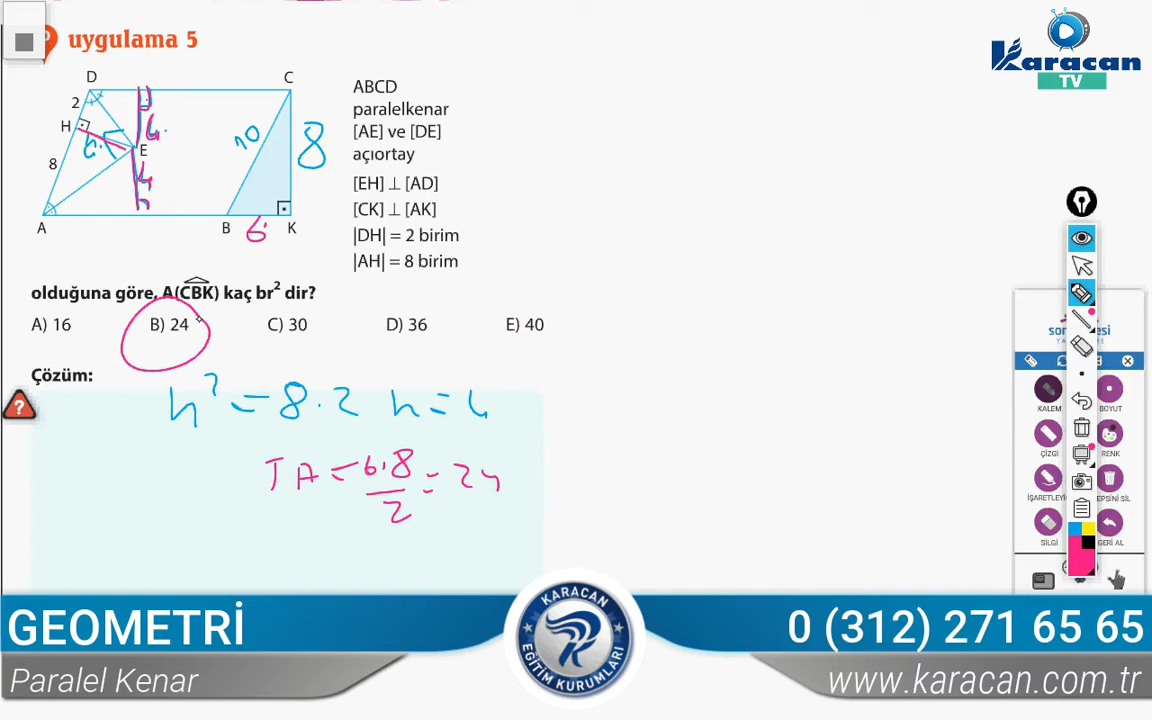 uygulama 5
Karacan
TV
D
C
2
H
E
8
A
B
K
10
8
6
h
h
h
ABCD
paralelkenar
[AE] ve [DE]
açıortay
[EH] ⊥ [AD]
[CK] ⊥ [AK]
|DH| = 2 birim
|AH| = 8 birim
olduğuna göre, A(CBK) kaç br² dir?
A) 16 B) 24 C) 30 D) 36 E) 40
Çözüm:
h² = 8.2 h = 4
TA = 6.8/2 = 24
KALEM
BOYUT
ÇİZGİ
RENK
İŞARETLEYİ
EPSİNİ SİL
SİLGİ
GERİ AL
GEOMETRİ
KARACAN
EĞİTİM KURUMLARI
0 (312) 271 65 65
Paralel Kenar
www.karacan.com.tr